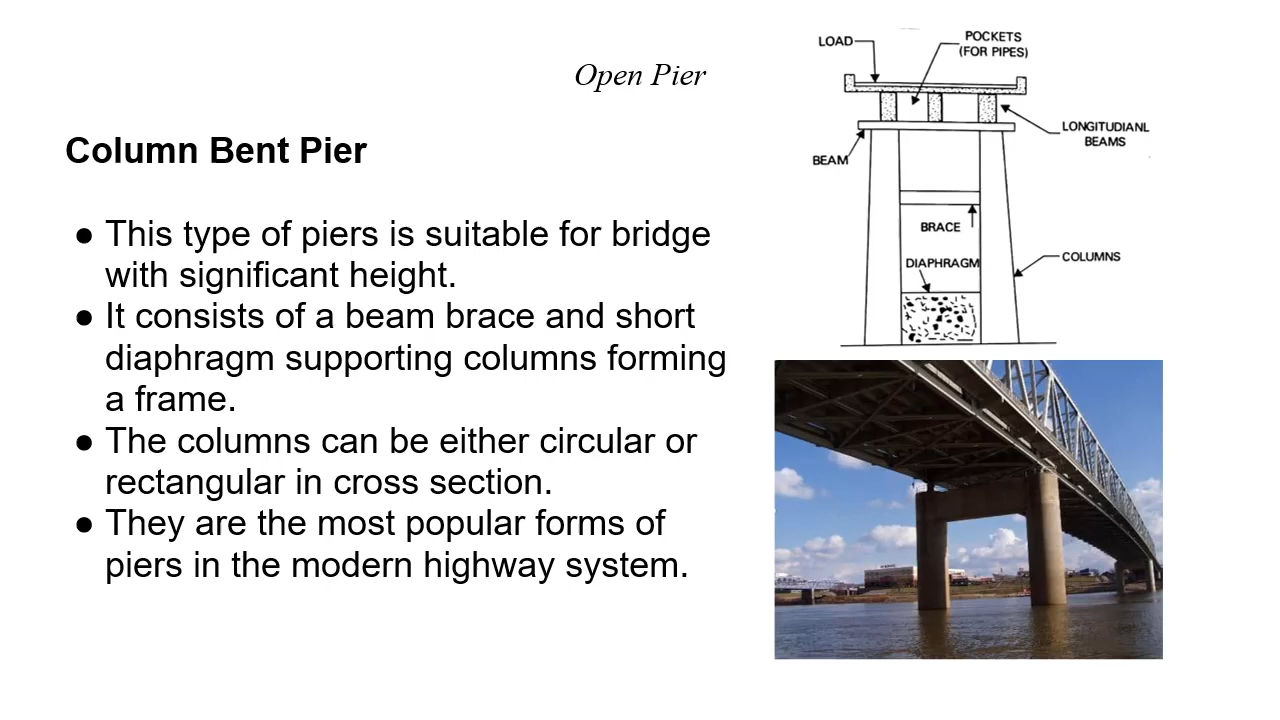 Open Pier
Column Bent Pier
● This type of piers is suitable for bridge
with significant height.
● It consists of a beam brace and short
diaphragm supporting columns forming
a frame.
● The columns can be either circular or
rectangular in cross section.
● They are the most popular forms of
piers in the modern highway system.
LOAD
POCKETS
(FOR PIPES)
LONGITUDIANL
BEAMS
BEAM
BRACE
DIAPHRAGM
COLUMNS